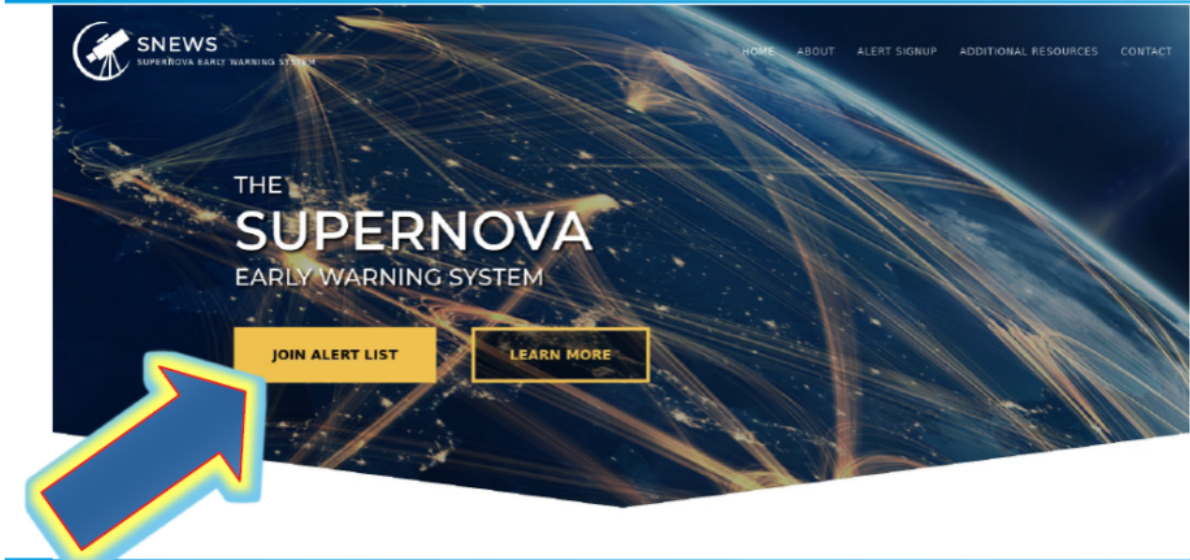 SNEWS
SUPERNOVA EARLY WARNING SYSTEM
HOME ABOUT ALERT SIGNUP ADDITIONAL RESOURCES CONTACT
THE
SUPERNOVA
EARLY WARNING SYSTEM
JOIN ALERT LIST LEARN MORE